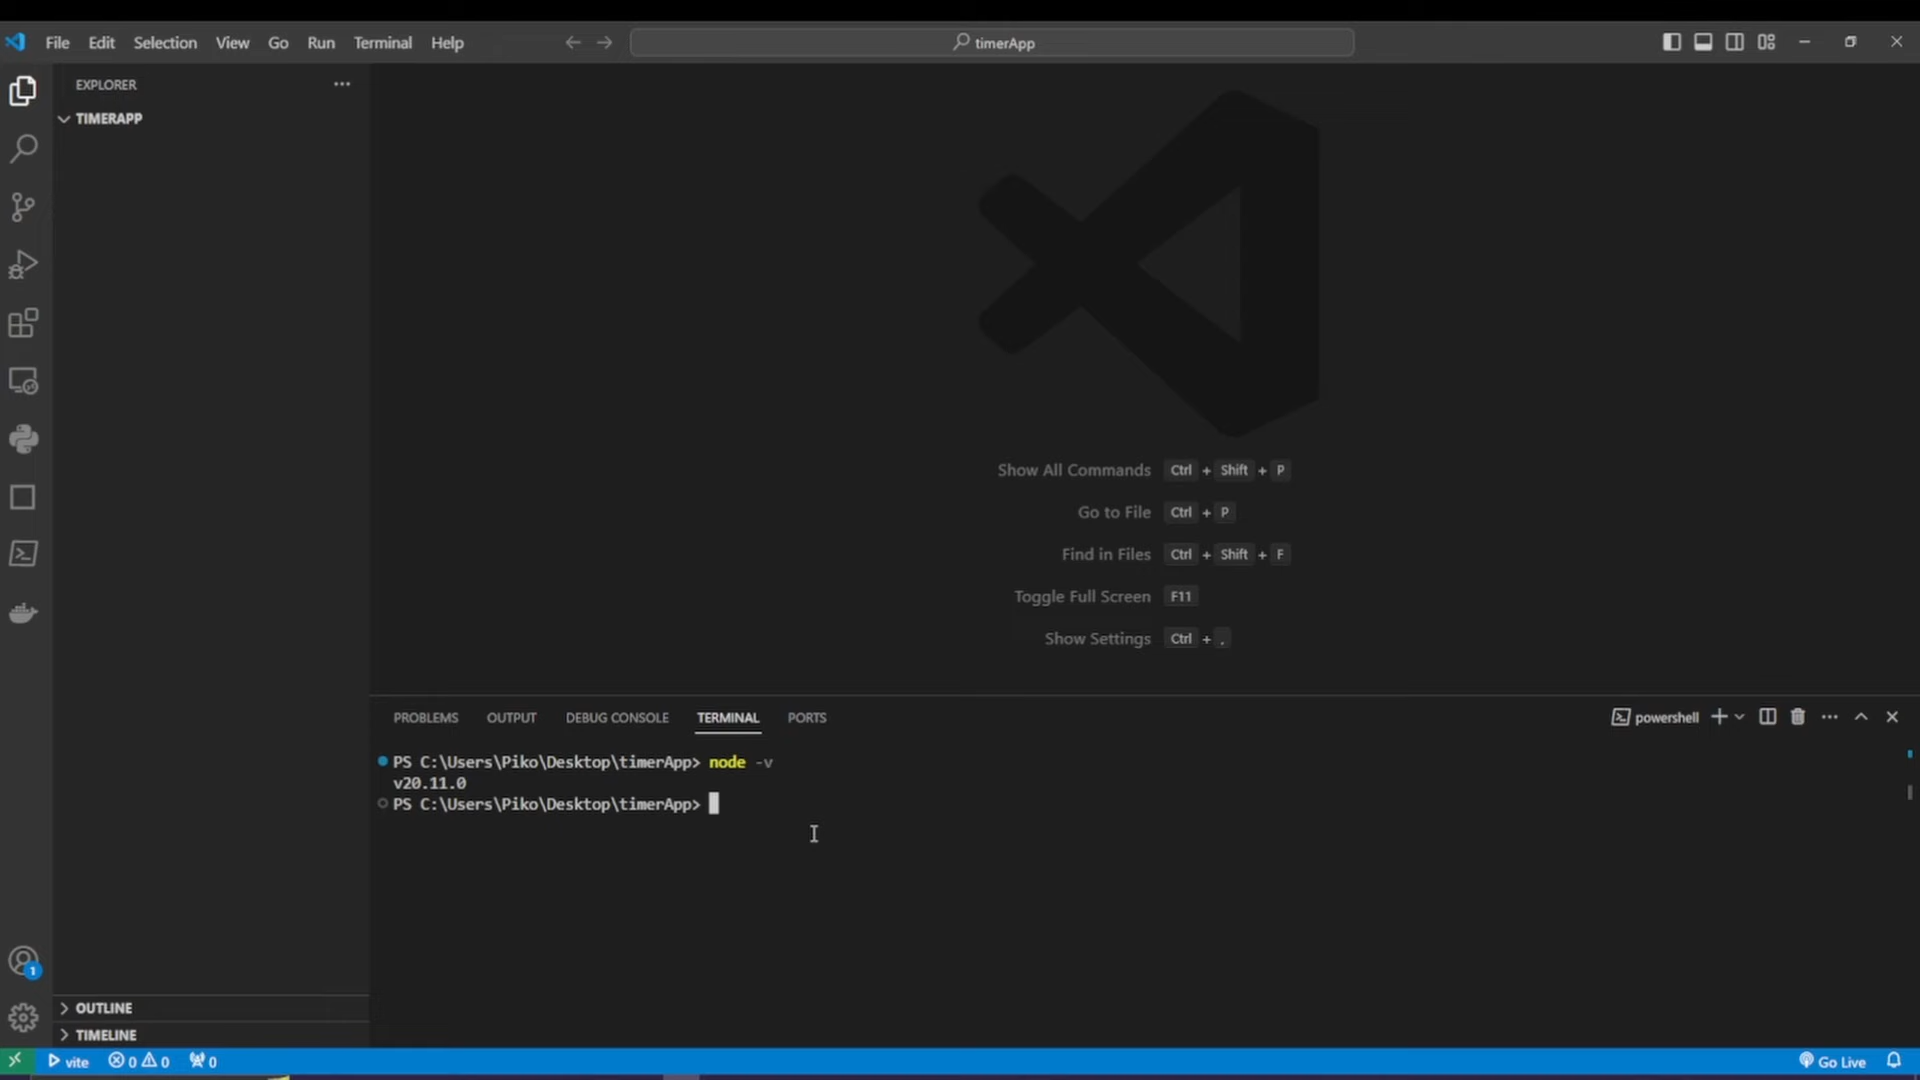 File Edit Selection View Go Run Terminal Help
timerApp
EXPLORER
TIMERAPP
Show All Commands Ctrl + Shift + P
Go to File Ctrl + P
Find in Files Ctrl + Shift + F
Toggle Full Screen F11
Show Settings Ctrl + ,
PROBLEMS OUTPUT DEBUG CONSOLE TERMINAL PORTS
powershell
PS C:\Users\Piko\Desktop\timerApp> node -v
v20.11.0
PS C:\Users\Piko\Desktop\timerApp>
1
OUTLINE
TIMELINE
vite 0 0 0
Go Live